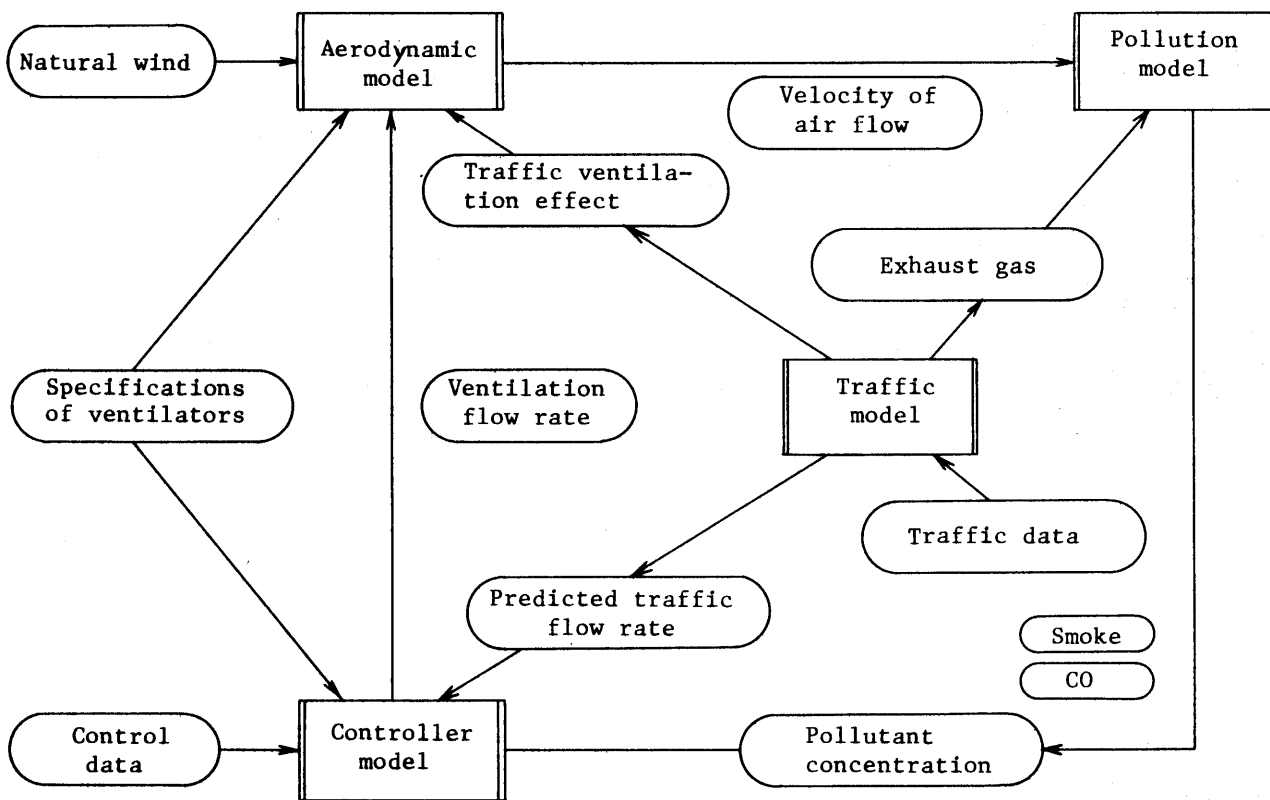 Natural wind
Aerodynamic
model
Pollution
model
Velocity of
air flow
Traffic ventila-
tion effect
Exhaust gas
Specifications
of ventilators
Ventilation
flow rate
Traffic
model
Traffic data
Predicted traffic
flow rate
Smoke
CO
Control
data
Controller
model
Pollutant
concentration